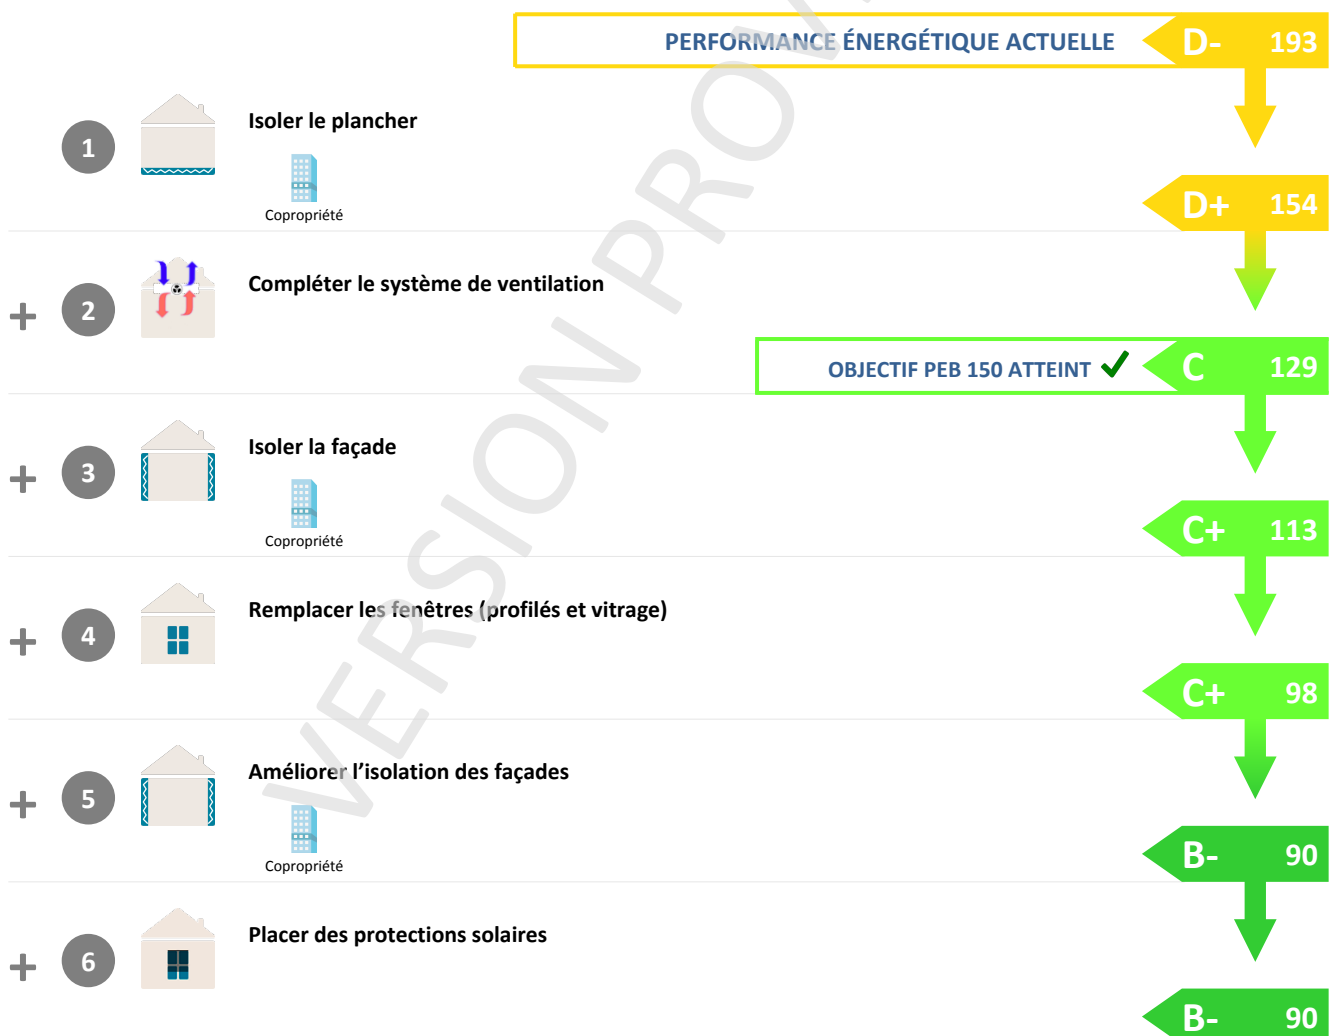 PERFORMANCE ÉNERGÉTIQUE ACTUELLE D- 193
1 Isoler le plancher
Copropriété
D+ 154
+ 2 Compléter le système de ventilation
OBJECTIF PEB 150 ATTEINT C 129
+ 3 Isoler la façade
Copropriété
C+ 113
+ 4 Remplacer les fenêtres (profilés et vitrage)
C+ 98
+ 5 Améliorer l’isolation des façades
Copropriété
B- 90
+ 6 Placer des protections solaires
B- 90
VERSION PROV